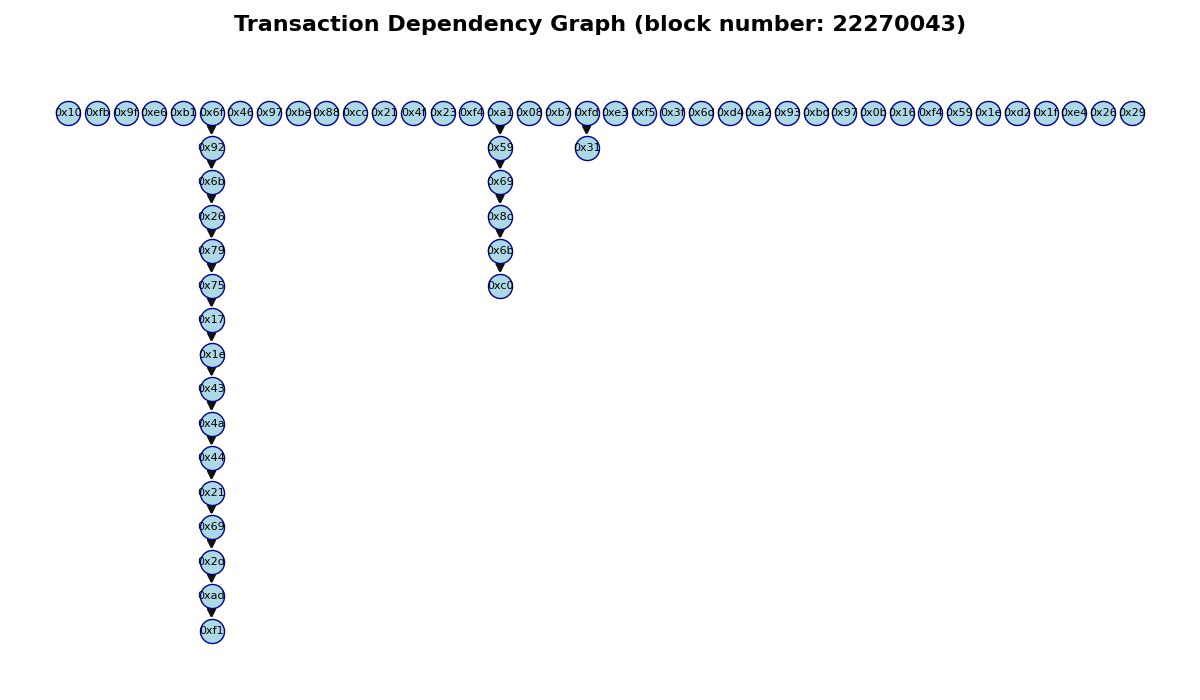 Transaction Dependency Graph (block number: 22270043)
0x10 0xfb 0x9f 0xe6 0xb1 0x6f 0x46 0x97 0xbe 0x88 0xcc 0x21 0x4f 0x23 0xf4 0xa1 0x08 0xb7 0xfd 0xe3 0xf5 0x3f 0x6c 0xd4 0xa2 0x93 0xbd 0x97 0x0b 0x16 0xf4 0x59 0x1e 0xd2 0x1f 0xe4 0x26 0x29
0x92 0x59 0x31
0x6b 0x69
0x26 0x8c
0x79 0x6b
0x75 0xc0
0x17
0x1e
0x43
0x4a
0x44
0x21
0x69
0xf1